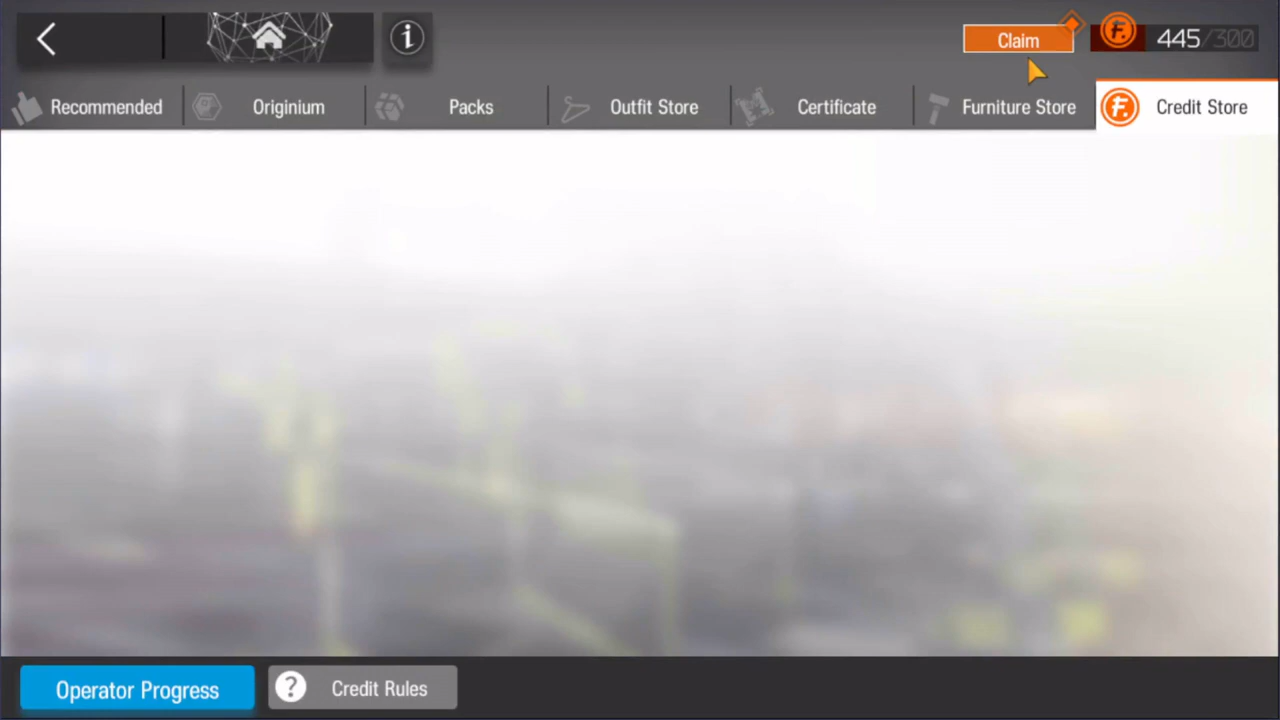 Claim
445/300
Recommended
Originium
Packs
Outfit Store
Certificate
Furniture Store
Credit Store
Operator Progress
? Credit Rules